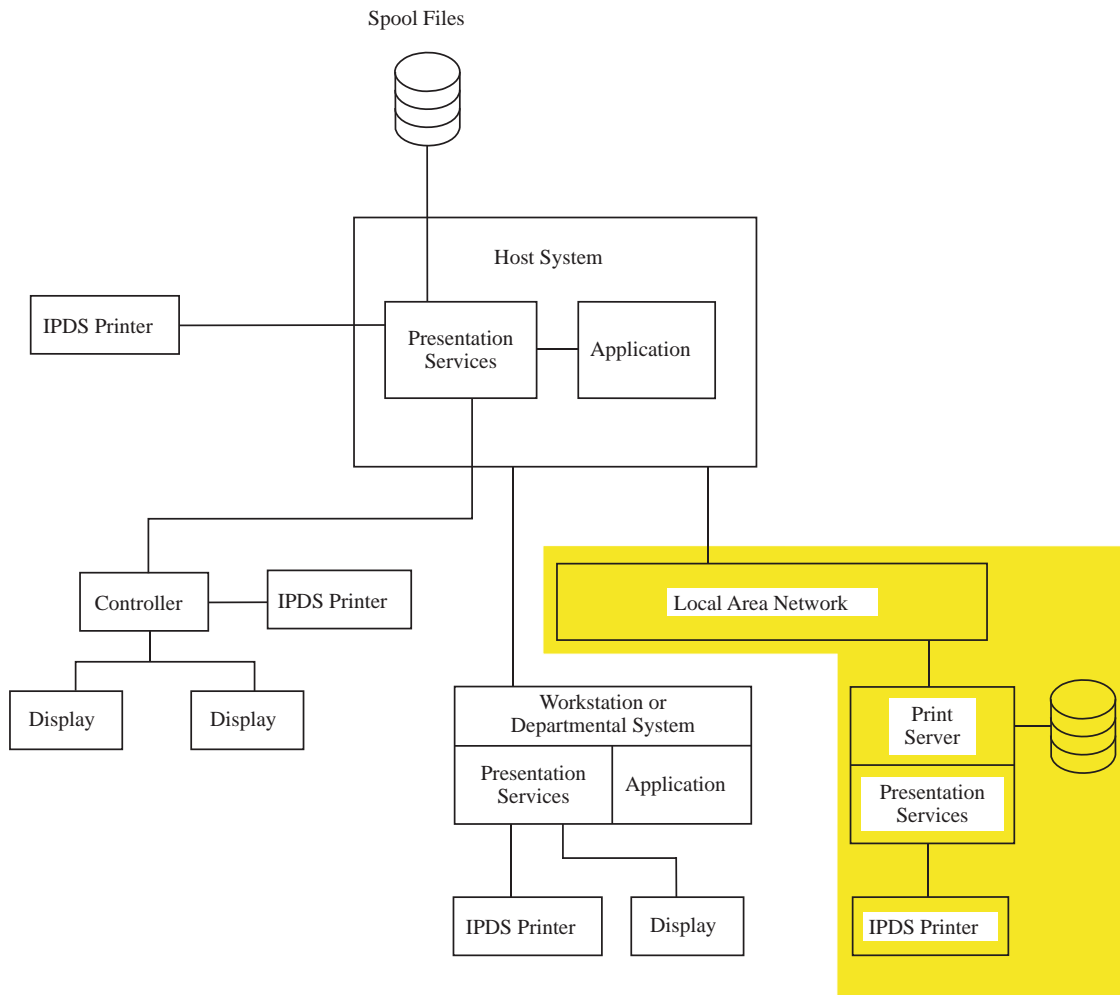 Spool Files
Host System
IPDS Printer
Presentation
Services
Application
Controller
IPDS Printer
Display
Display
Local Area Network
Workstation or
Departmental System
Presentation
Services
Application
IPDS Printer
Display
Print
Server
Presentation
Services
IPDS Printer